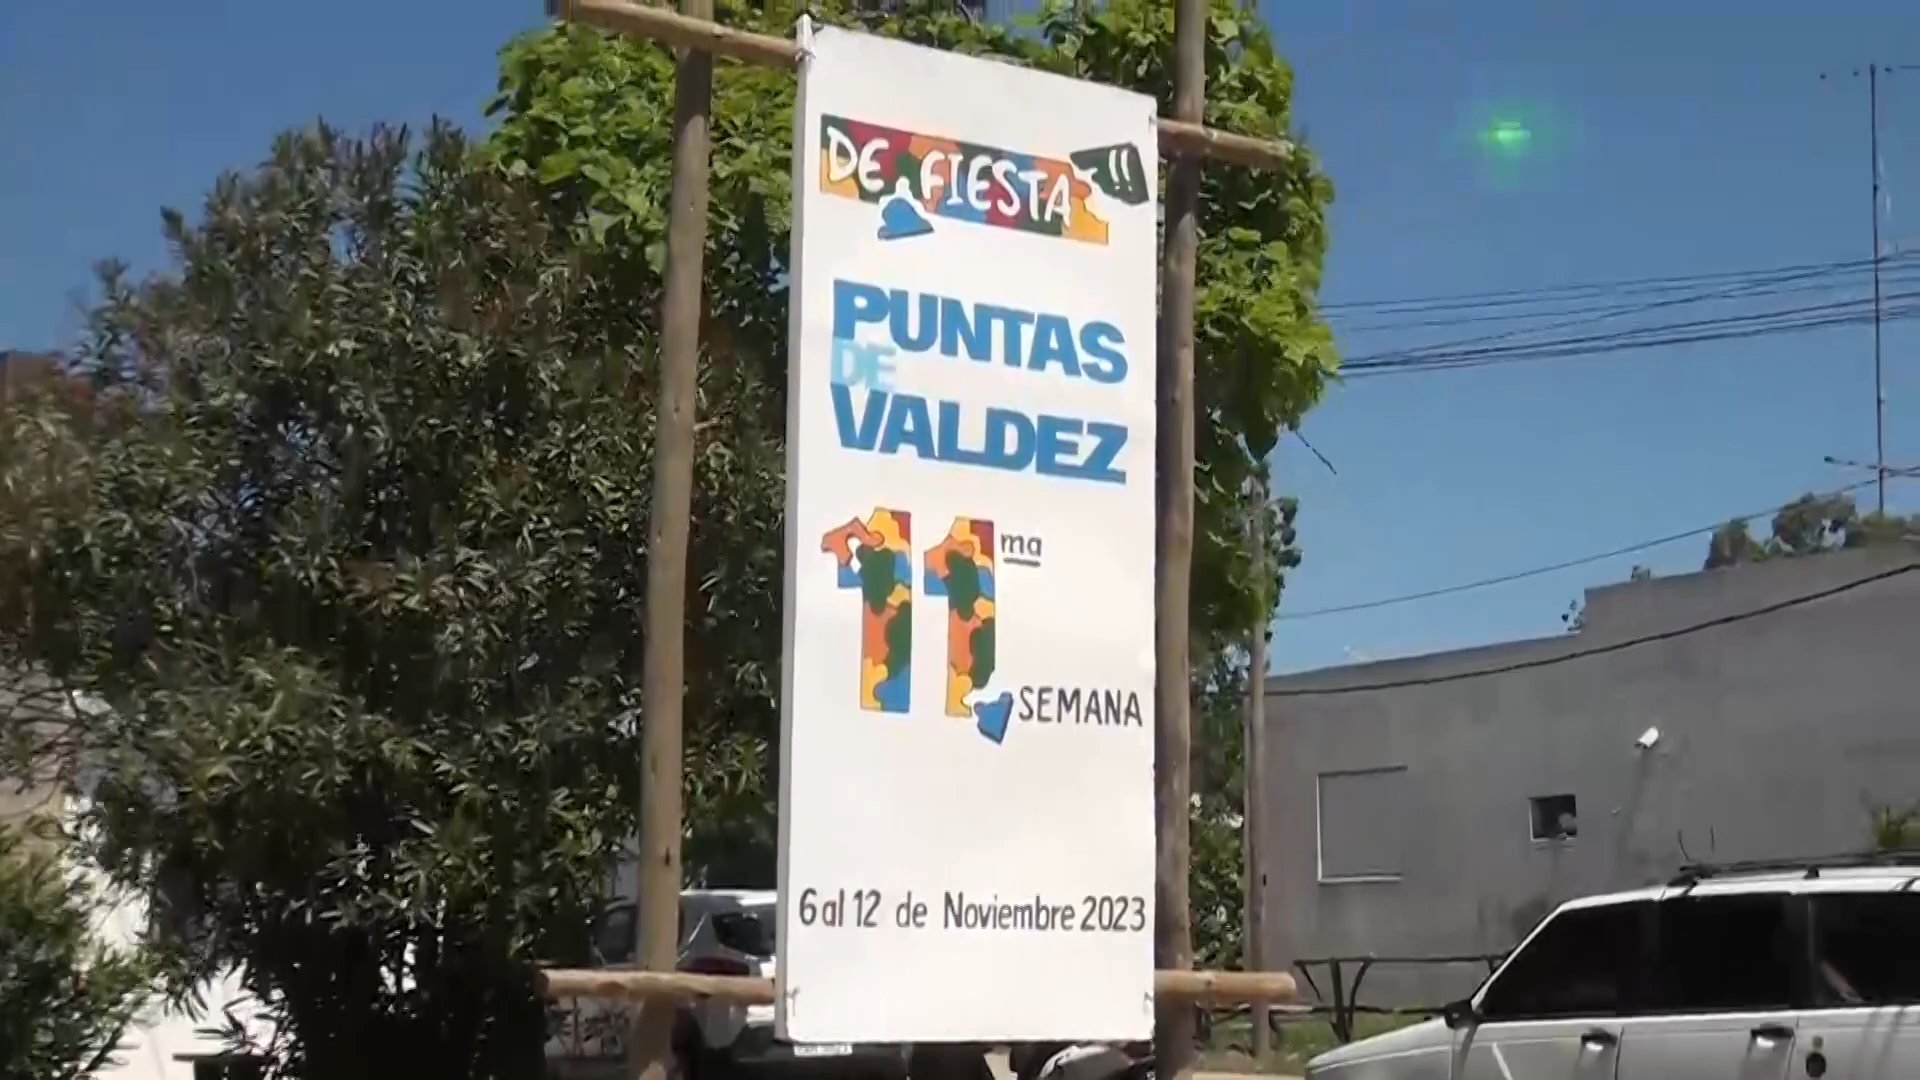 DE FIESTA !!
PUNTAS
DE
VALDEZ
11ma
SEMANA
6 al 12 de Noviembre 2023